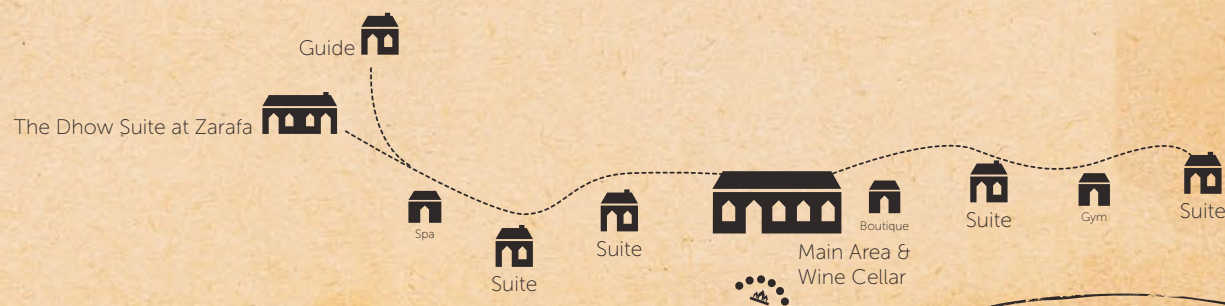 Guide
The Dhow Suite at Zarafa
Spa
Suite
Suite
Main Area &
Wine Cellar
Boutique
Suite
Gym
Suite